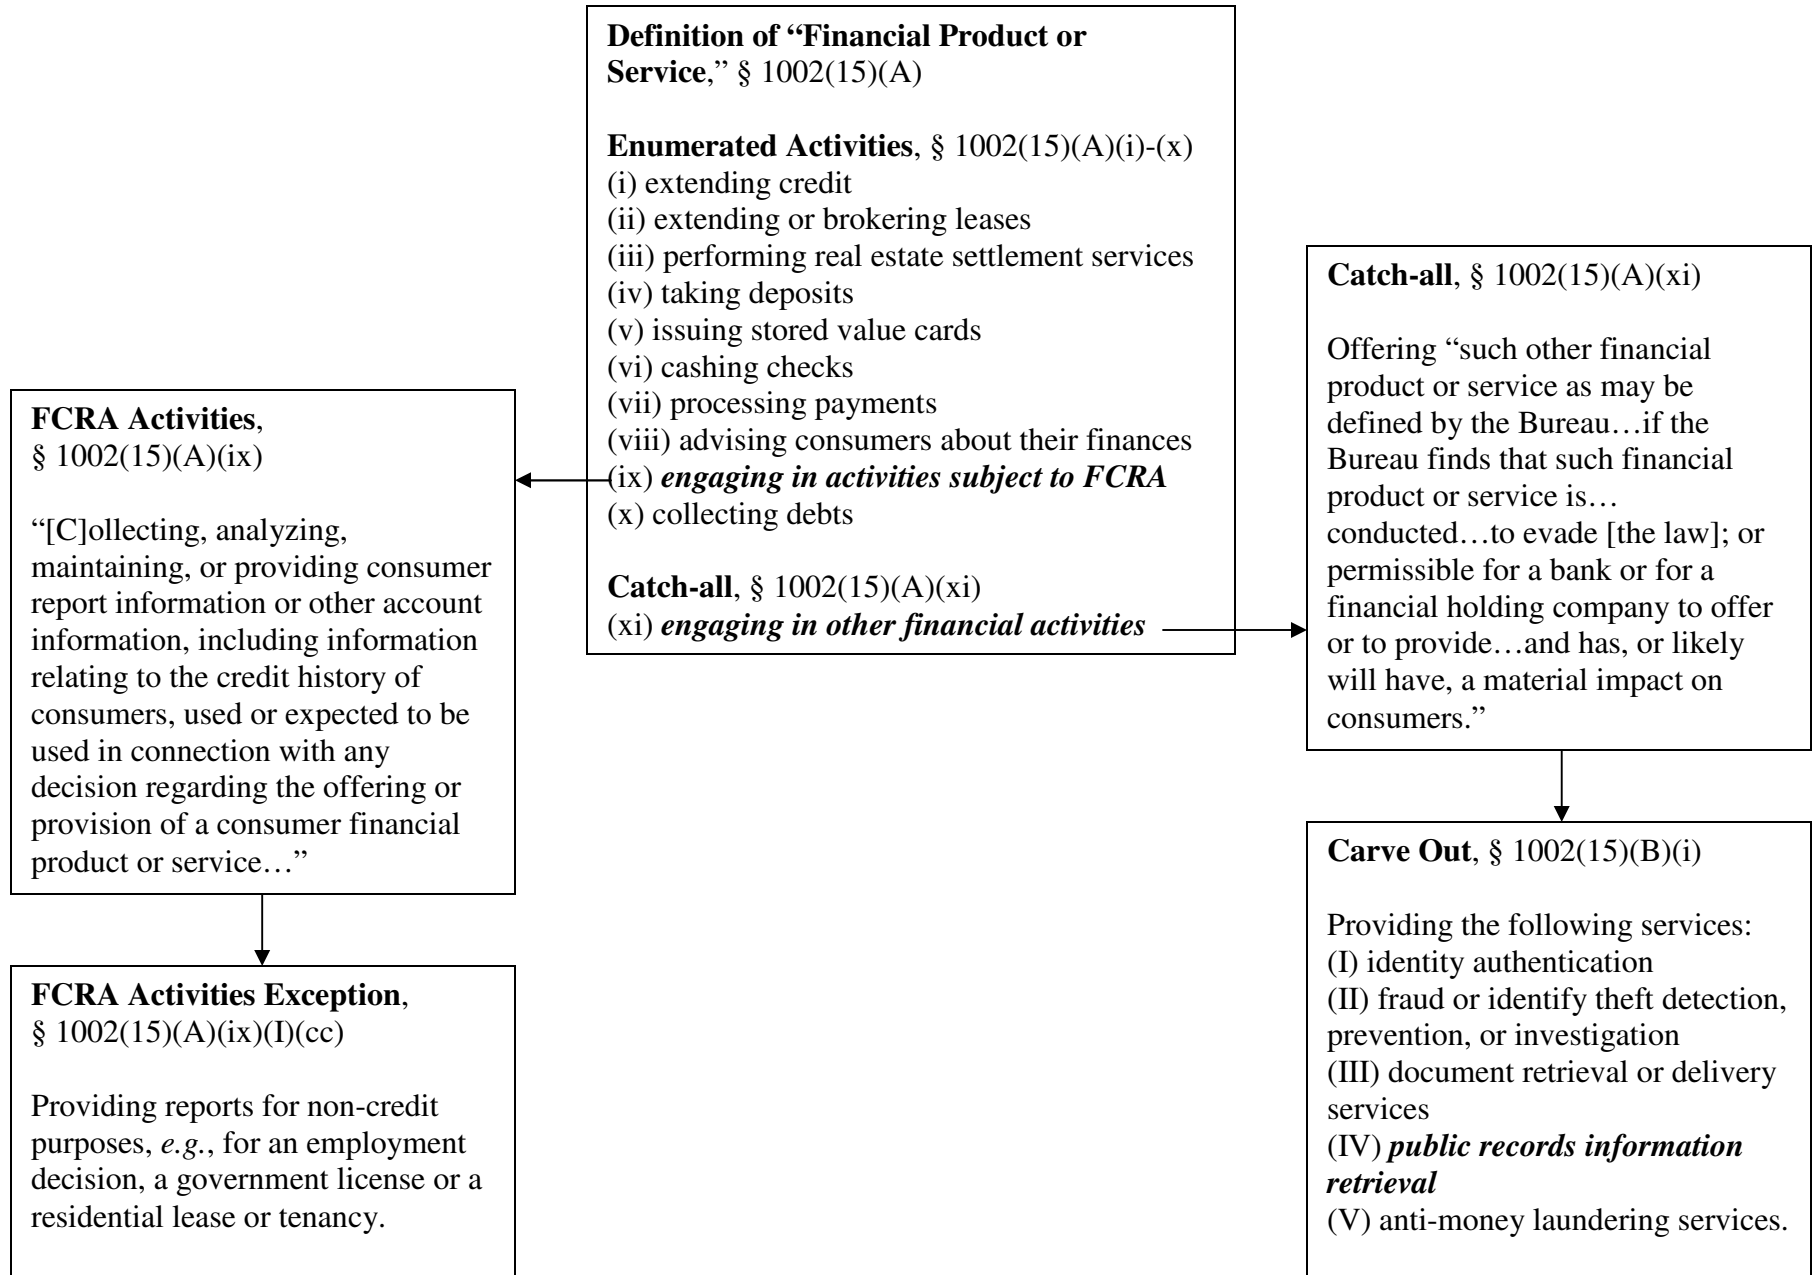 Definition of “Financial Product or
Service,” § 1002(15)(A)
Enumerated Activities, § 1002(15)(A)(i)-(x)
(i) extending credit
(ii) extending or brokering leases
(iii) performing real estate settlement services
(iv) taking deposits
(v) issuing stored value cards
(vi) cashing checks
(vii) processing payments
(viii) advising consumers about their finances
(ix) engaging in activities subject to FCRA
(x) collecting debts
Catch-all, § 1002(15)(A)(xi)
(xi) engaging in other financial activities
FCRA Activities,
§ 1002(15)(A)(ix)
“[C]ollecting, analyzing,
maintaining, or providing consumer
report information or other account
information, including information
relating to the credit history of
consumers, used or expected to be
used in connection with any
decision regarding the offering or
provision of a consumer financial
product or service…”
FCRA Activities Exception,
§ 1002(15)(A)(ix)(I)(cc)
Providing reports for non-credit
purposes, e.g., for an employment
decision, a government license or a
residential lease or tenancy.
Catch-all, § 1002(15)(A)(xi)
Offering “such other financial
product or service as may be
defined by the Bureau…if the
Bureau finds that such financial
product or service is…
conducted…to evade [the law]; or
permissible for a bank or for a
financial holding company to offer
or to provide…and has, or likely
will have, a material impact on
consumers.”
Carve Out, § 1002(15)(B)(i)
Providing the following services:
(I) identity authentication
(II) fraud or identify theft detection,
prevention, or investigation
(III) document retrieval or delivery
services
(IV) public records information
retrieval
(V) anti-money laundering services.